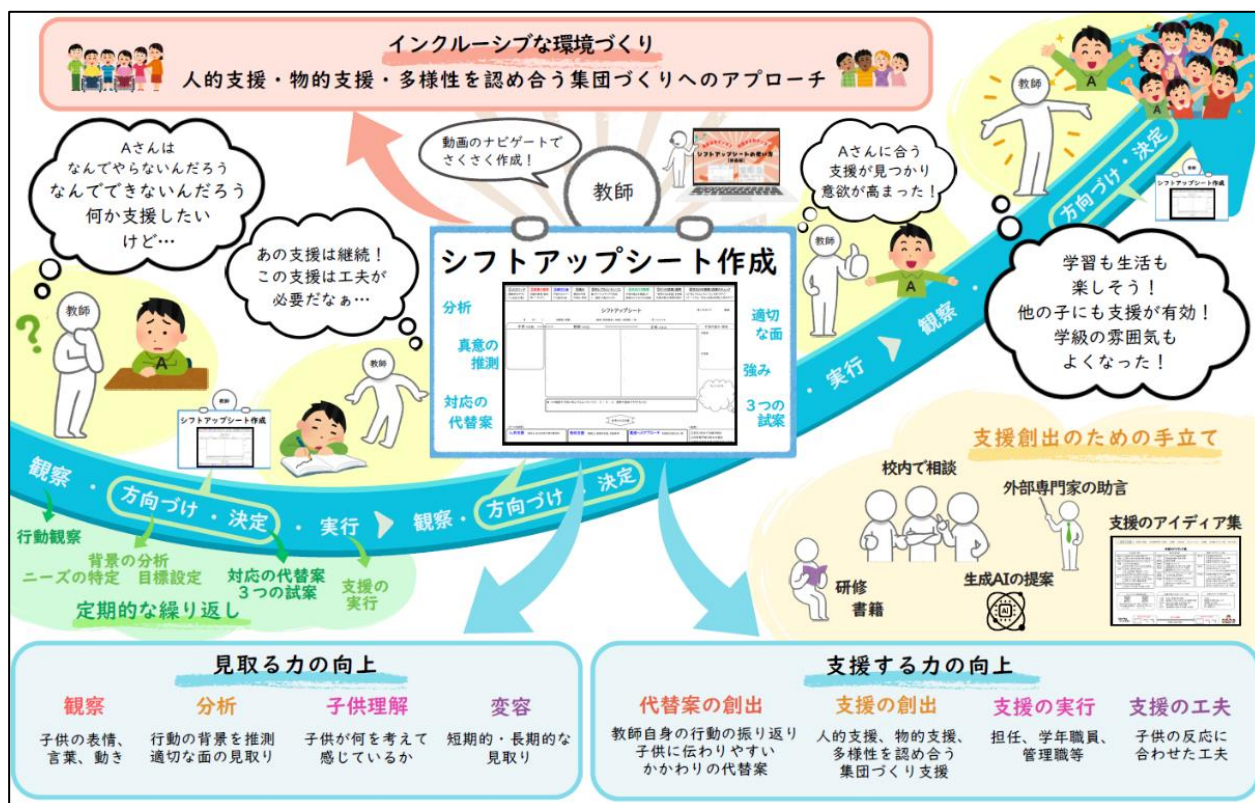 インクルーシブな環境づくり
人的支援・物的支援・多様性を認め合う集団づくりへのアプローチ
Aさんは
なんでやらないんだろう
なんでできないんだろう
何か支援したい
けど…
教師
A
あの支援は継続！
この支援は工夫が
必要だなぁ…
教師
動画のナビゲートで
さくさく作成！
教師
シフトアップシートの使い方
Aさんに合う
支援が見つかり
意欲が高まった！
教師
A
教師
A
A
学習も生活も
楽しそう！
他の子にも支援が有効！
学級の雰囲気も
よくなった！
教師
シフトアップシート作成
教師
シフトアップシート作成
シフトアップシート作成
分析
真意の
推測
対応の
代替案
シフトアップシート
適切
な面
強み
３つの
試案
観察・方向づけ・決定・実行＞観察・方向づけ・決定・実行＞観察・方向づけ・決定
行動観察
背景の分析
ニーズの特定 目標設定
対応の代替案
３つの試案
支援の
実行
定期的な繰り返し
支援創出のための手立て
校内で相談
外部専門家の助言
支援のアイディア集
研修
書籍
生成AIの提案
AI
見取る力の向上
観察
子供の表情、
言葉、動き
分析
行動の背景を推測
適切な面の見取り
子供理解
子供が何を考えて
感じているか
変容
短期的・長期的な
見取り
支援する力の向上
代替案の創出
教師自身の行動の振り返り
子供に伝わりやすい
かかわりの代替案
支援の創出
人的支援、物的支援、
多様性を認め合う
集団づくり支援
支援の実行
担任、学年職員、
管理職等
支援の工夫
子供の反応に
合わせた工夫